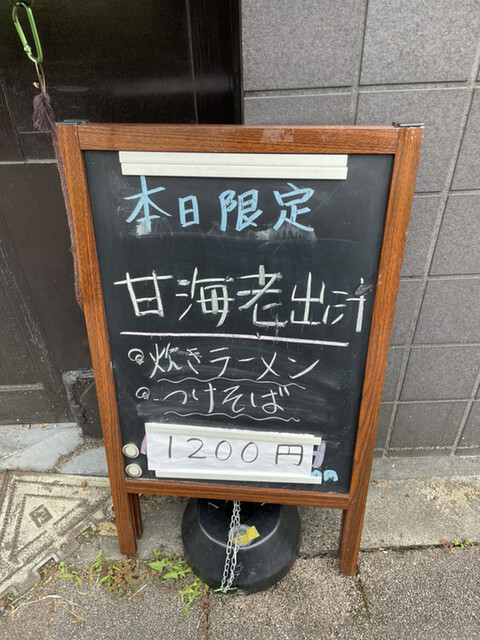 本日限定
甘海老出汁
炊きラーメン
つけそば
1200円